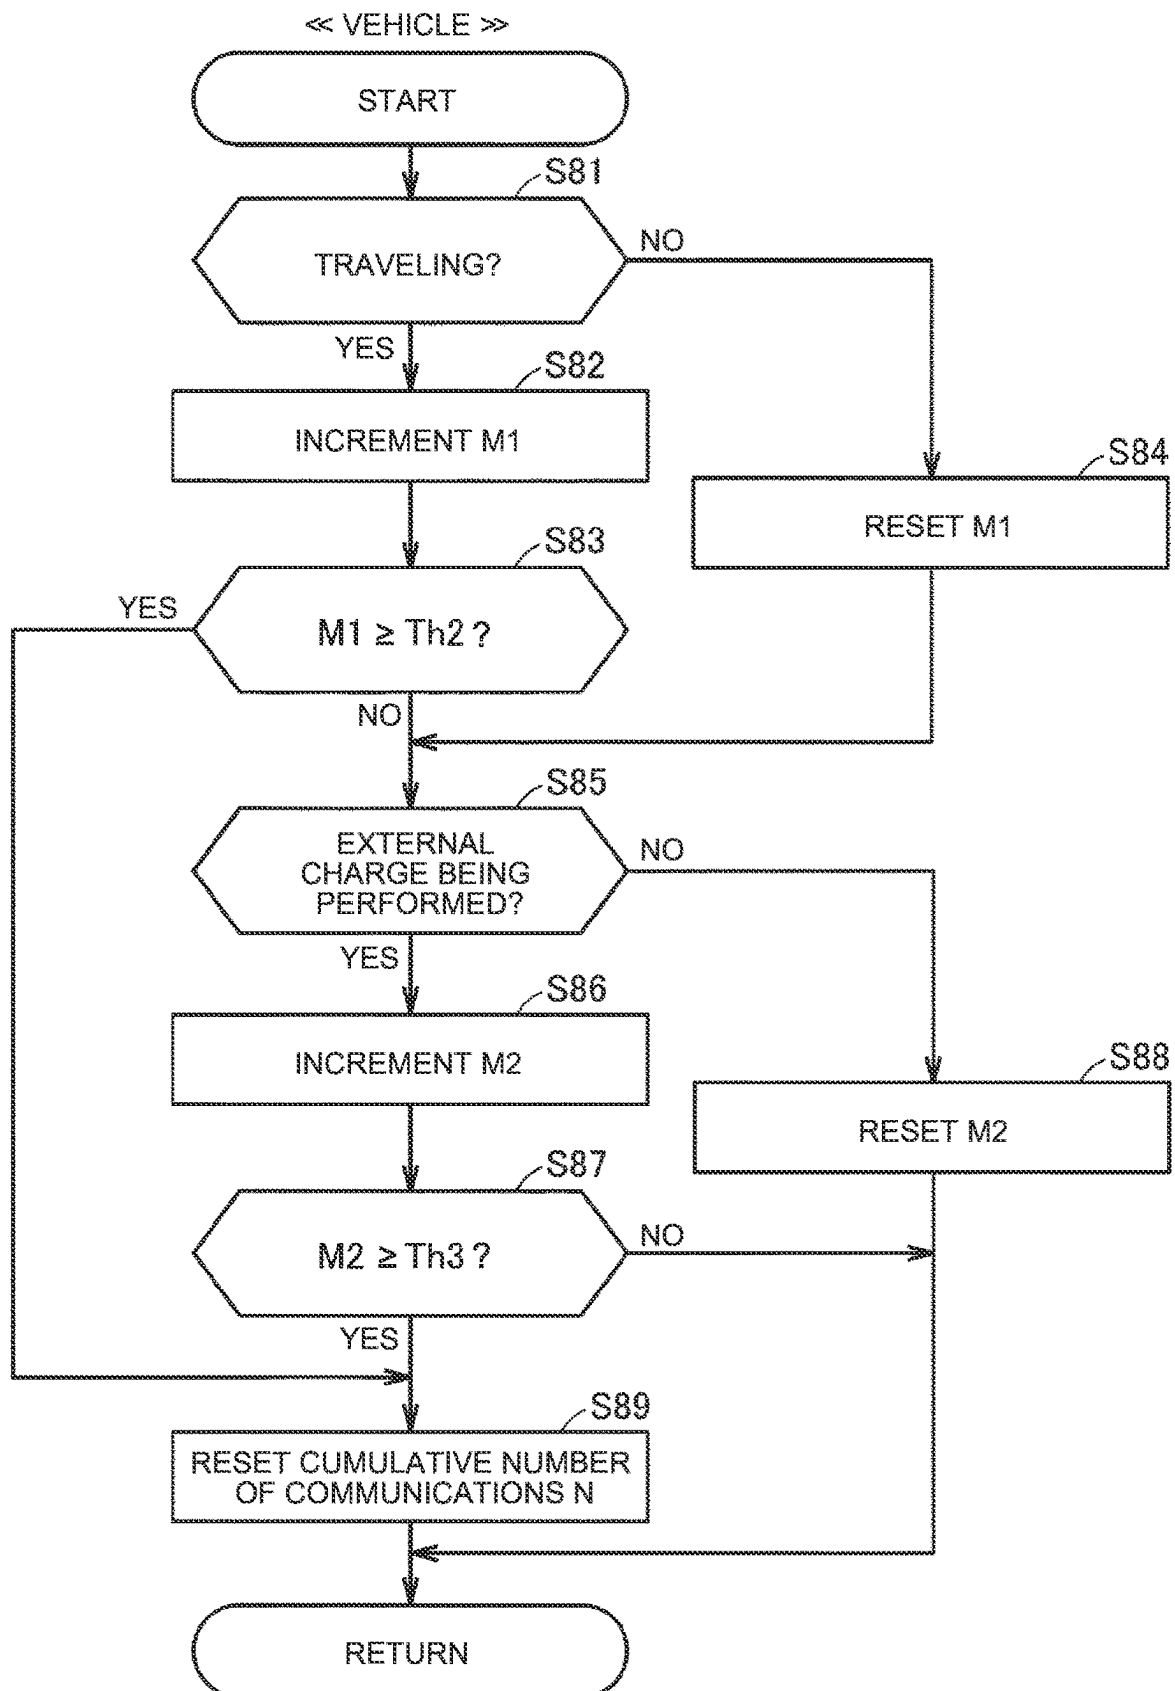 ≪ VEHICLE ≫
START
S81
TRAVELING?
NO
YES
S82
INCREMENT M1
S84
RESET M1
S83
YES
M1 ≥ Th2 ?
NO
S85
EXTERNAL
CHARGE BEING
PERFORMED?
NO
YES
S86
INCREMENT M2
S88
RESET M2
S87
M2 ≥ Th3 ?
NO
YES
S89
RESET CUMULATIVE NUMBER
OF COMMUNICATIONS N
RETURN